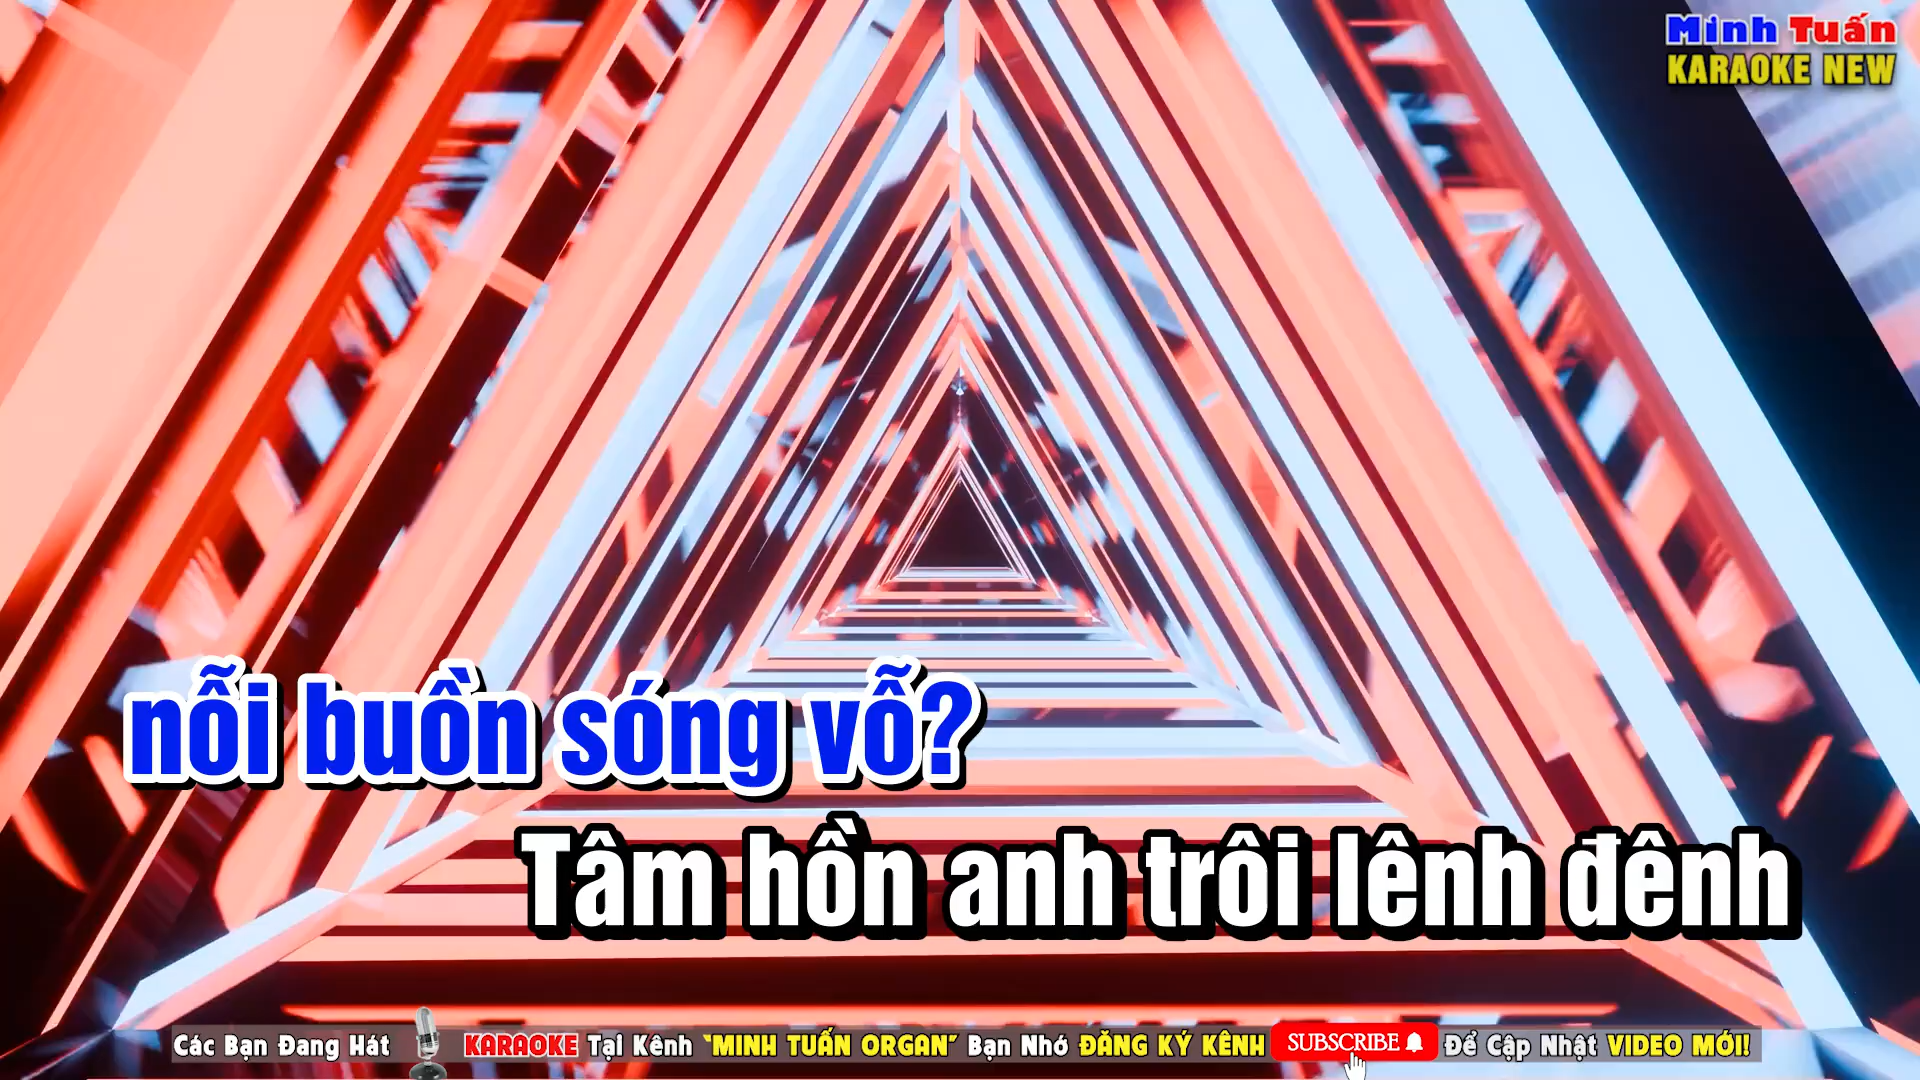 Minh Tuấn
KARAOKE NEW
nỗi buồn sóng vỗ?
Tâm hồn anh trôi lênh đênh
Các Bạn Đang Hát KARAOKE Tại Kênh "MINH TUẤN ORGAN" Bạn Nhớ ĐĂNG KÝ KÊNH SUBSCRIBE Để Cập Nhật VIDEO MỚI!